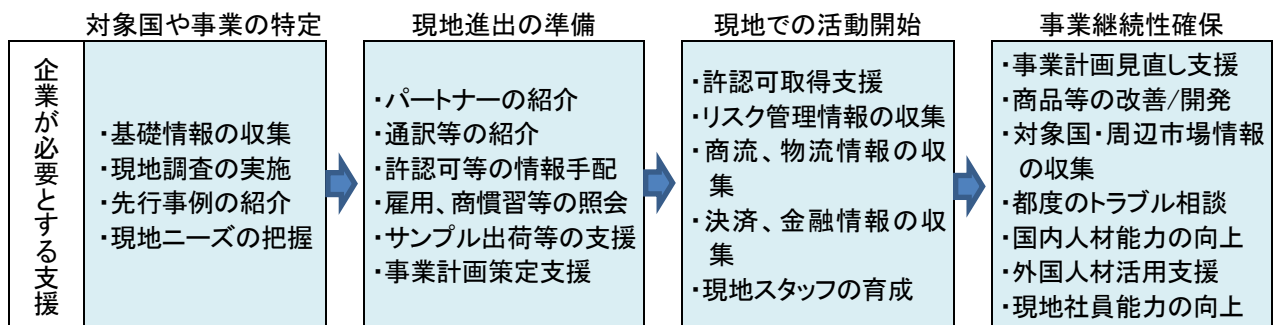 対象国や事業の特定
現地進出の準備
現地での活動開始
事業継続性確保
企業が必要とする支援
・基礎情報の収集
・現地調査の実施
・先行事例の紹介
・現地ニーズの把握
・パートナーの紹介
・通訳等の紹介
・許認可等の情報手配
・雇用、商慣習等の照会
・サンプル出荷等の支援
・事業計画策定支援
・許認可取得支援
・リスク管理情報の収集
・商流、物流情報の収
集
・決済、金融情報の収
集
・現地スタッフの育成
・事業計画見直し支援
・商品等の改善/開発
・対象国・周辺市場情報
の収集
・都度のトラブル相談
・国内人材能力の向上
・外国人材活用支援
・現地社員能力の向上